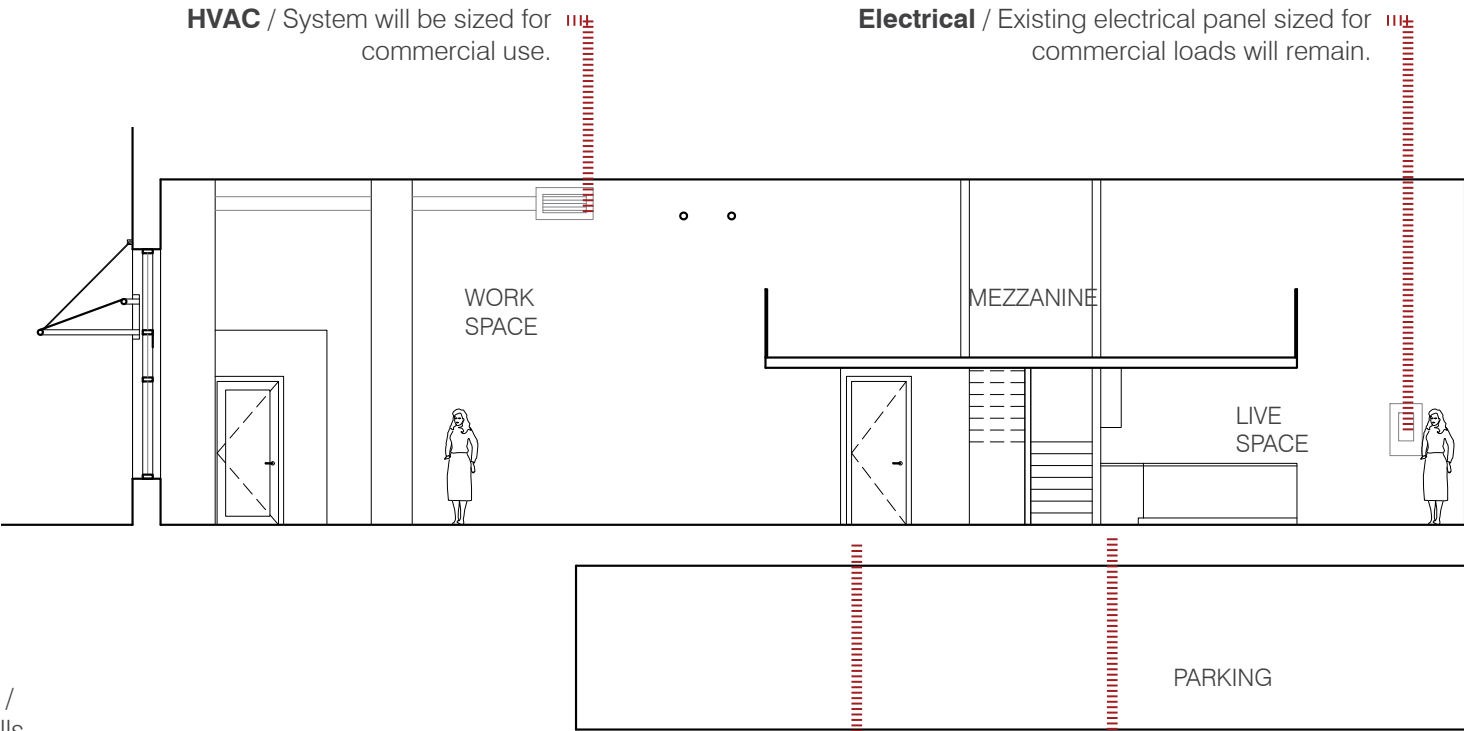 HVAC / System will be sized for
commercial use.
Electrical / Existing electrical panel sized for
commercial loads will remain.
WORK
SPACE
MEZZANINE
LIVE
SPACE
PARKING
/